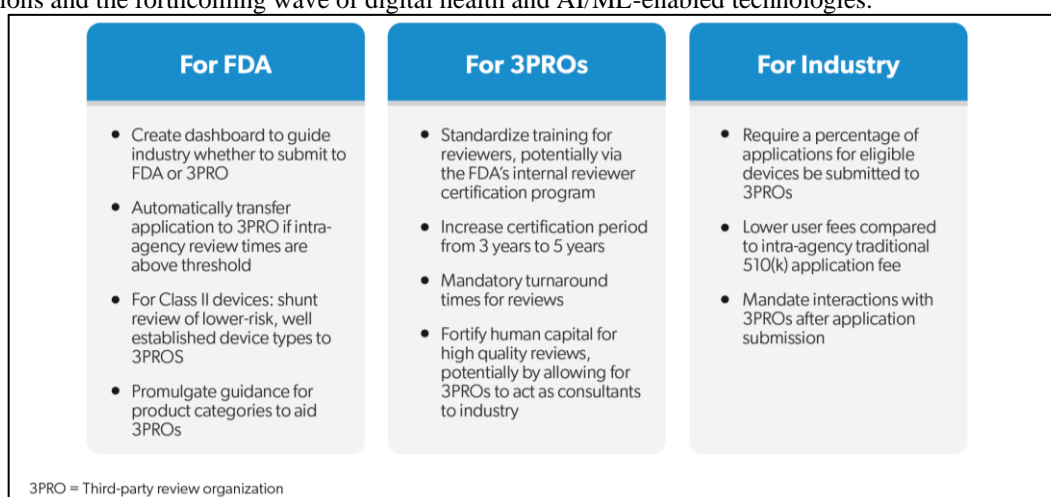 ions and the forthcoming wave of digital health and AI/ML-enabled technologies.
For FDA
• Create dashboard to guide
industry whether to submit to
FDA or 3PRO
• Automatically transfer
application to 3PRO if intra-
agency review times are
above threshold
• For Class II devices: shunt
review of lower-risk, well
established device types to
3PROS
• Promulgate guidance for
product categories to aid
3PROs
For 3PROs
• Standardize training for
reviewers, potentially via
the FDA's internal reviewer
certification program
• Increase certification period
from 3 years to 5 years
• Mandatory turnaround
times for reviews
• Fortify human capital for
high quality reviews,
potentially by allowing for
3PROs to act as consultants
to industry
For Industry
• Require a percentage of
applications for eligible
devices be submitted to
3PROs
• Lower user fees compared
to intra-agency traditional
510(k) application fee
• Mandate interactions with
3PROs after application
submission
3PRO = Third-party review organization